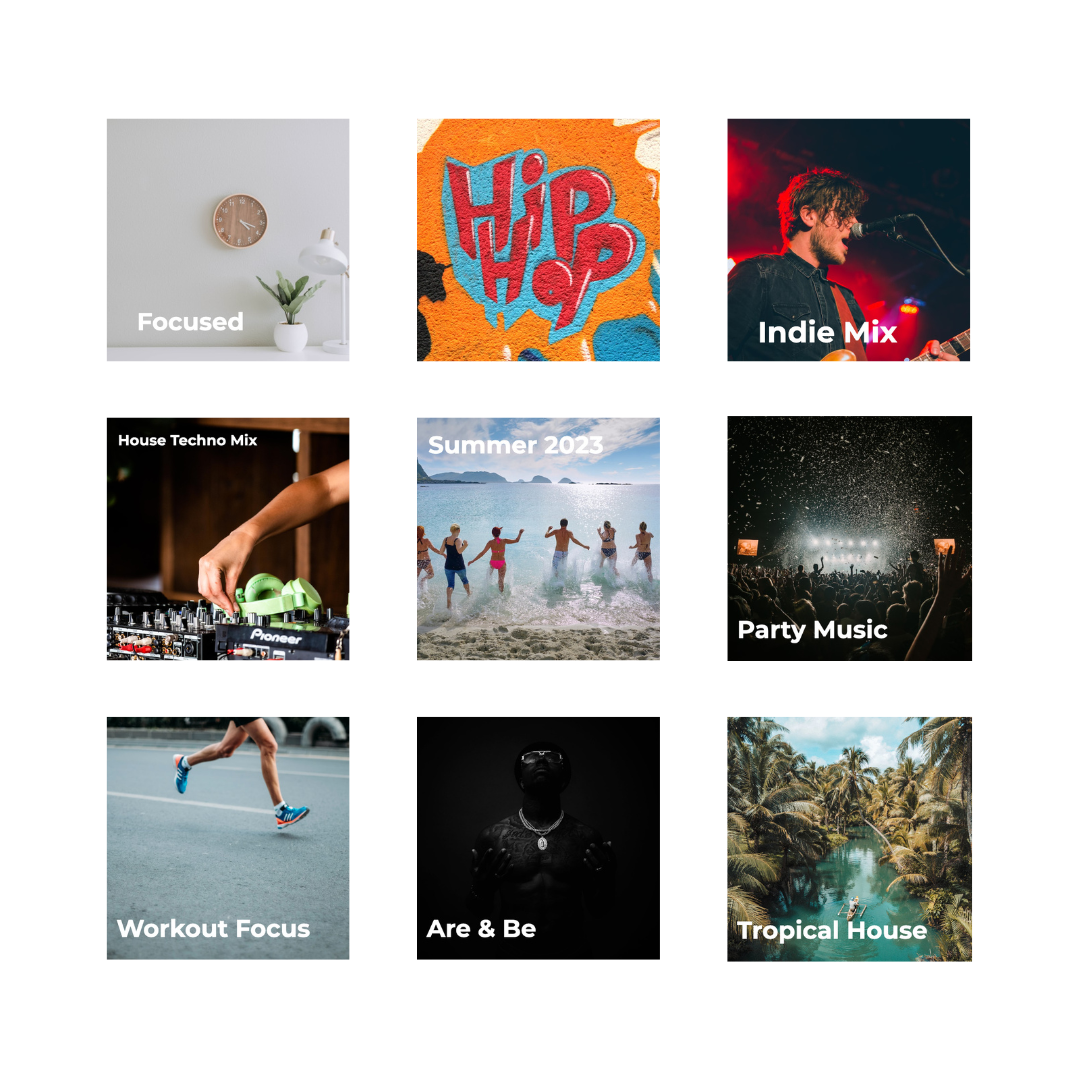 Focused
HiP
HoP
Indie Mix
House Techno Mix
Pioneer
Summer 2023
Party Music
Workout Focus
Are & Be
Tropical House